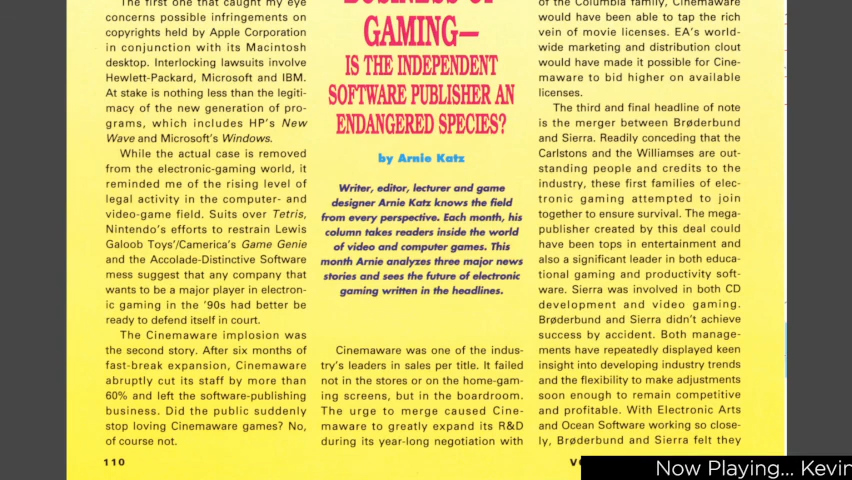 The first one that caught my eye
concerns possible infringements on
copyrights held by Apple Corporation
in conjunction with its Macintosh
desktop. Interlocking lawsuits involve
Hewlett-Packard, Microsoft and IBM.
At stake is nothing less than the legiti-
macy of the new generation of pro-
grams, which includes HP's New
Wave and Microsoft's Windows.
While the actual case is removed
from the electronic-gaming world, it
reminded me of the rising level of
legal activity in the computer- and
video-game field. Suits over Tetris,
Nintendo's efforts to restrain Lewis
Galoob Toys'/Camerica's Game Genie
and the Accolade-Distinctive Software
mess suggest that any company that
wants to be a major player in electron-
ic gaming in the '90s had better be
ready to defend itself in court.
The Cinemaware implosion was
the second story. After six months of
fast-break expansion, Cinemaware
abruptly cut its staff by more than
60% and left the software-publishing
business. Did the public suddenly
stop loving Cinemaware games? No,
of course not.
BUSINESS OF
GAMING—
IS THE INDEPENDENT
SOFTWARE PUBLISHER AN
ENDANGERED SPECIES?
by Arnie Katz
Writer, editor, lecturer and game
designer Arnie Katz knows the field
from every perspective. Each month, his
column takes readers inside the world
of video and computer games. This
month Arnie analyzes three major news
stories and sees the future of electronic
gaming written in the headlines.
Cinemaware was one of the indus-
try's leaders in sales per title. It failed
not in the stores or on the home-gam-
ing screens, but in the boardroom.
The urge to merge caused Cine-
maware to greatly expand its R&D
during its year-long negotiation with
of the Columbia family, Cinemaware
would have been able to tap the rich
vein of movie licenses. EA's world-
wide marketing and distribution clout
would have made it possible for Cine-
maware to bid higher on available
licenses.
The third and final headline of note
is the merger between Brøderbund
and Sierra. Readily conceding that the
Carlstons and the Williamses are out-
standing people and credits to the
industry, these first families of elec-
tronic gaming attempted to join
together to ensure survival. The mega-
publisher created by this deal could
have been tops in entertainment and
also a significant leader in both educa-
tional gaming and productivity soft-
ware. Sierra was involved in both CD
development and video gaming.
Brøderbund and Sierra didn't achieve
success by accident. Both manage-
ments have repeatedly displayed keen
insight into developing industry trends
and the flexibility to make adjustments
soon enough to remain competitive
and profitable. With Electronic Arts
and Ocean Software working so close-
ly, Brøderbund and Sierra felt they
110
Now Playing... Kevin